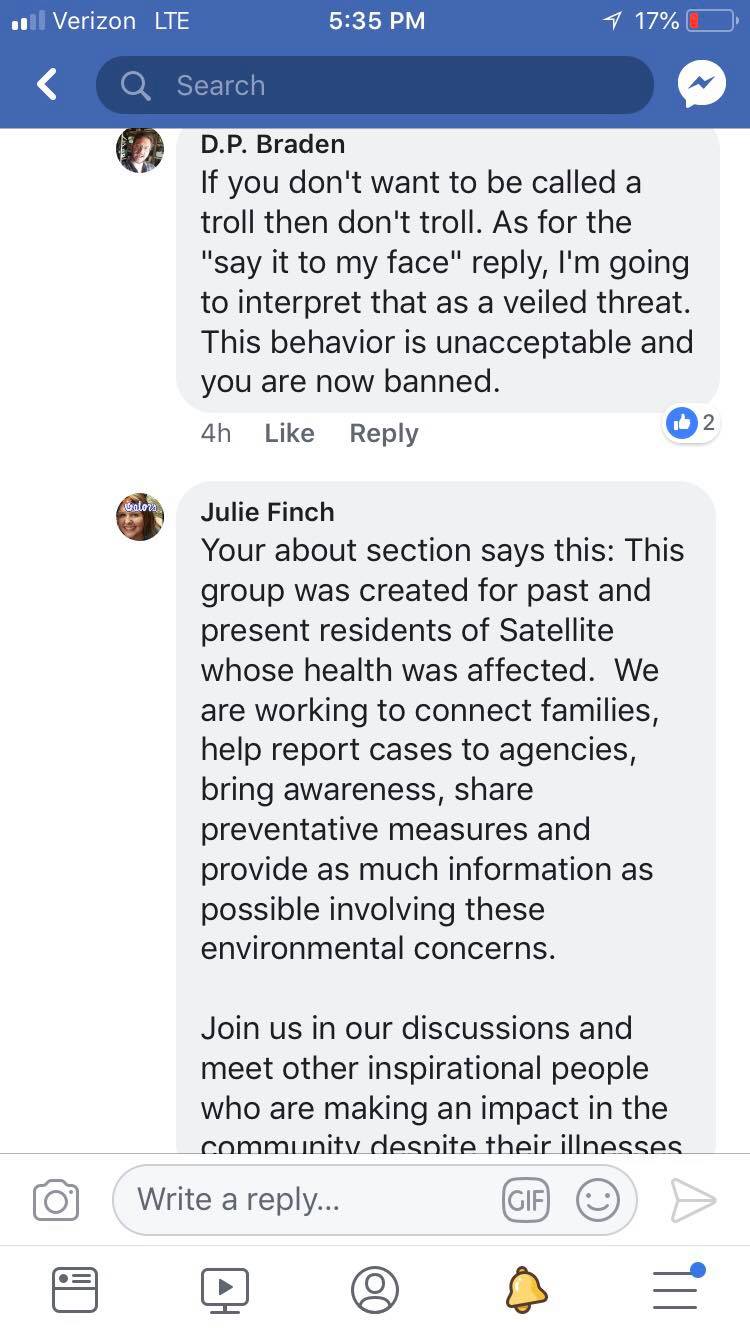 Verizon LTE 5:35 PM 17%
Search
D.P. Braden
If you don't want to be called a
troll then don't troll. As for the
"say it to my face" reply, I'm going
to interpret that as a veiled threat.
This behavior is unacceptable and
you are now banned.
4h Like Reply 2
Gators
Julie Finch
Your about section says this: This
group was created for past and
present residents of Satellite
whose health was affected.  We
are working to connect families,
help report cases to agencies,
bring awareness, share
preventative measures and
provide as much information as
possible involving these
environmental concerns.
Join us in our discussions and
meet other inspirational people
who are making an impact in the
community despite their illnesses
Write a reply... GIF